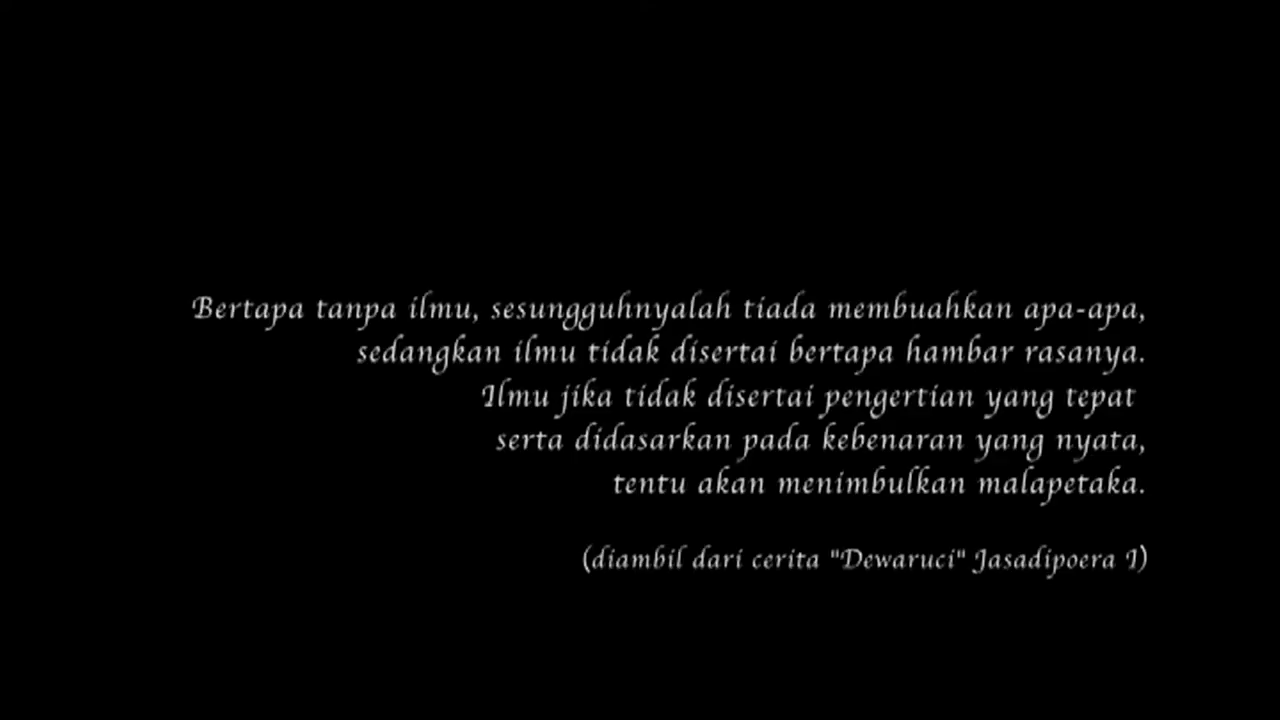 Bertapa tanpa ilmu, sesungguhnyalah tiada membuahkan apa-apa,
sedangkan ilmu tidak disertai bertapa hambar rasanya.
Ilmu jika tidak disertai pengertian yang tepat
serta didasarkan pada kebenaran yang nyata,
tentu akan menimbulkan malapetaka.
(diambil dari cerita "Dewaruci" Jasadipoera I)